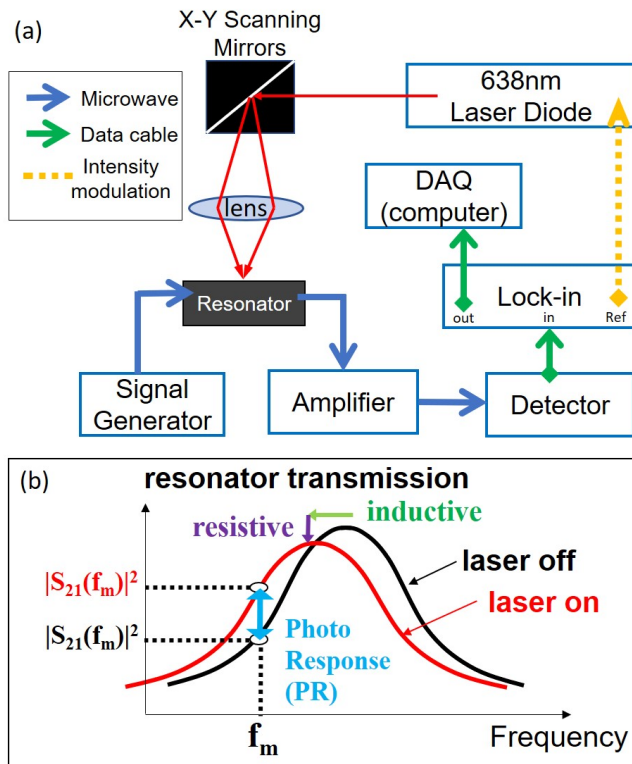 (a)
X-Y Scanning
Mirrors
638nm
Laser Diode
Microwave
Data cable
Intensity
modulation
DAQ
(computer)
lens
Resonator
Lock-in
out
in
Ref
Signal
Generator
Amplifier
Detector
(b)
resonator transmission
resistive
inductive
laser off
laser on
|S₂₁(fₘ)|²
|S₂₁(fₘ)|²
Photo
Response
(PR)
fₘ
Frequency